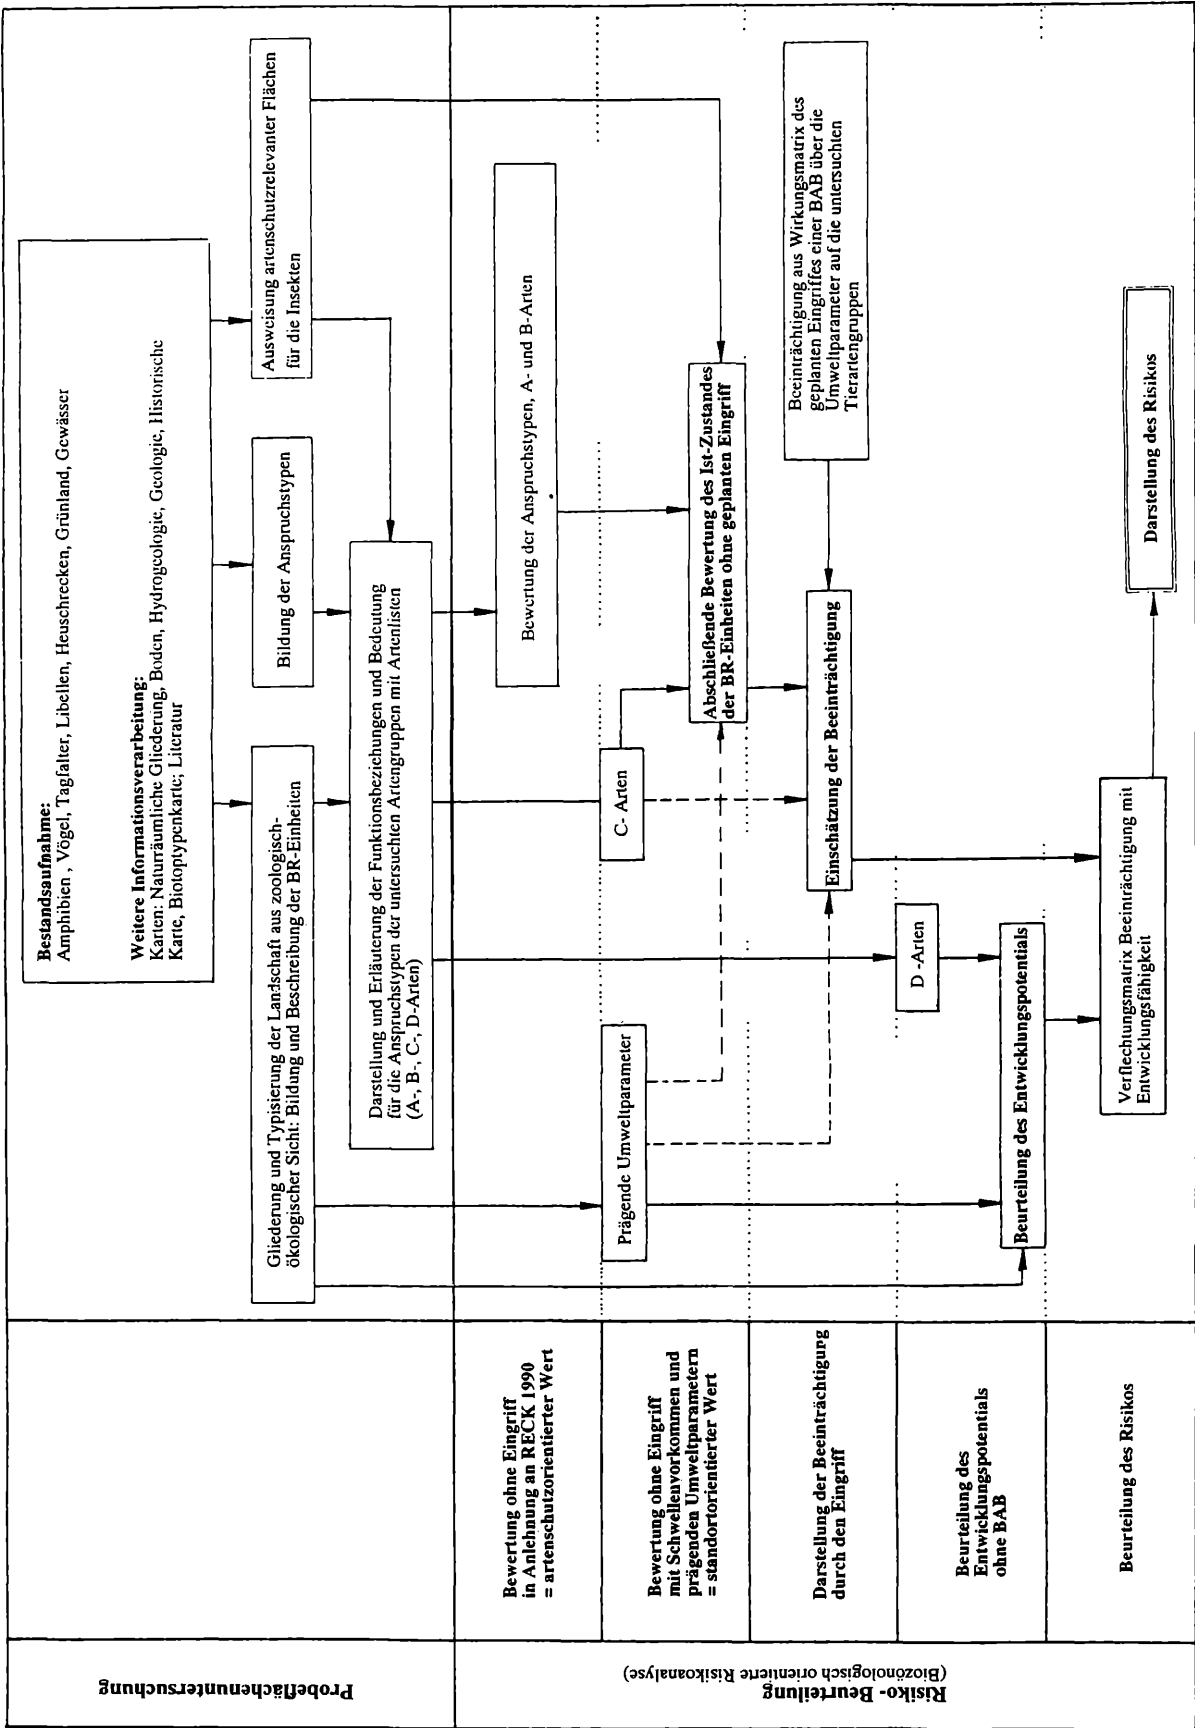 Probeflächenuntersuchung
Bestandsaufnahme:
Amphibien , Vögel, Tagfalter, Libellen, Heuschrecken, Grünland, Gewässer
Weitere Informationsverarbeitung:
Karten: Naturräumliche Gliederung, Boden, Hydrogeologie, Geologie, Historische
Karte, Biotoptypenkarte; Literatur
Gliederung und Typisierung der Landschaft aus zoologisch-
ökologischer Sicht: Bildung und Beschreibung der BR-Einheiten
Bildung der Anspruchstypen
Ausweisung artenschutzrelevanter Flächen
für die Insekten
Darstellung und Erläuterung der Funktionsbeziehungen und Bedeutung
für die Anspruchstypen der untersuchten Artengruppen mit Artenlisten
(A-, B-, C-, D-Arten)
Risiko- Beurteilung
(Biozönologisch orientierte Risikoanalyse)
Bewertung ohne Eingriff
in Anlehnung an RECK 1990
= artenschutzorientierter Wert
Bewertung der Anspruchstypen, A- und B-Arten
Bewertung ohne Eingriff
mit Schwellenvorkommen und
prägenden Umweltparametern
= standortorientierter Wert
Prägende Umweltparameter
C- Arten
Abschließende Bewertung des Ist-Zustandes
der BR-Einheiten ohne geplanten Eingriff
Darstellung der Beeinträchtigung
durch den Eingriff
Einschätzung der Beeinträchtigung
Beeinträchtigung aus Wirkungsmatrix des
geplanten Eingriffes einer BAB über die
Umweltparameter auf die untersuchten
Tierartengruppen
Beurteilung des
Entwicklungspotentials
ohne BAB
D -Arten
Beurteilung des Entwicklungspotentials
Beurteilung des Risikos
Verflechtungsmatrix Beeinträchtigung mit
Entwicklungsfähigkeit
Darstellung des Risikos